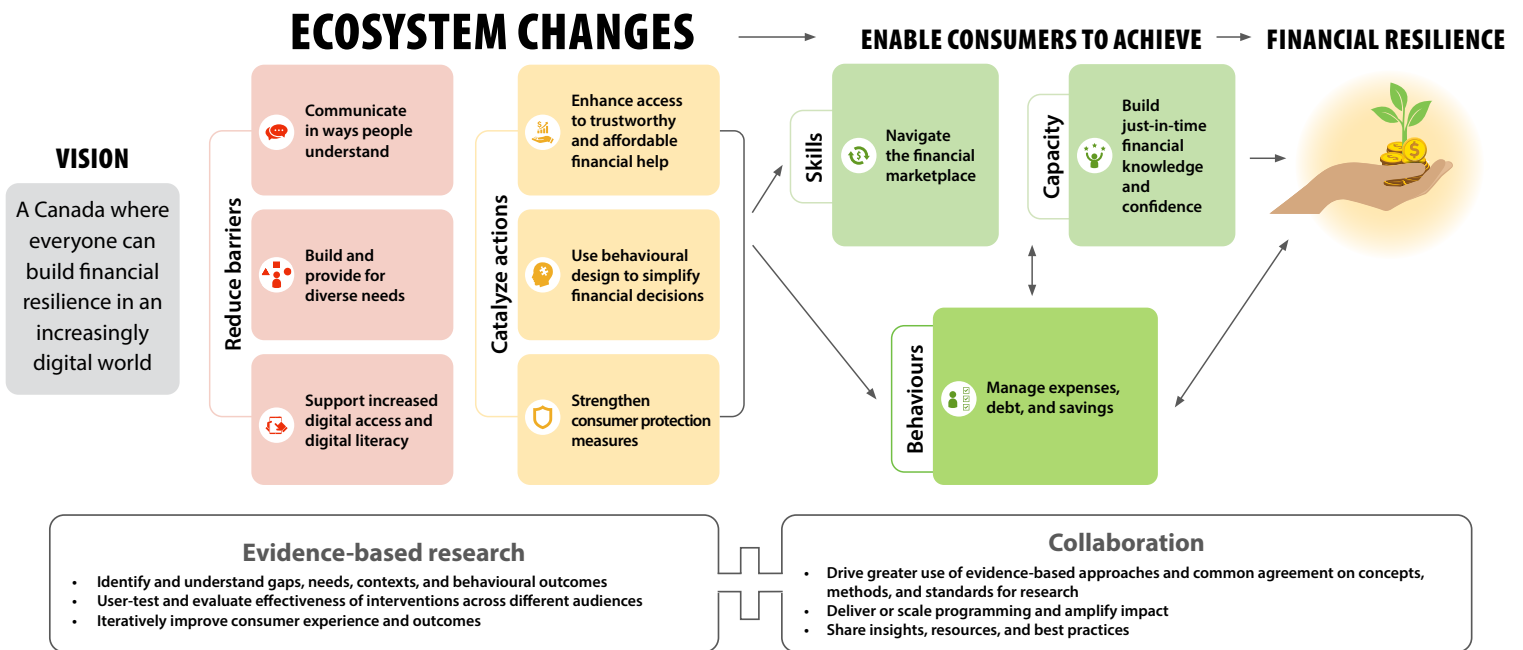 ECOSYSTEM CHANGES
ENABLE CONSUMERS TO ACHIEVE
FINANCIAL RESILIENCE
VISION
A Canada where
everyone can
build financial
resilience in an
increasingly
digital world
Reduce barriers
Communicate
in ways people
understand
Build and
provide for
diverse needs
Support increased
digital access and
digital literacy
Catalyze actions
Enhance access
to trustworthy
and affordable
financial help
Use behavioural
design to simplify
financial decisions
Strengthen
consumer protection
measures
Skills
Navigate
the financial
marketplace
Capacity
Build
just-in-time
financial
knowledge
and
confidence
Behaviours
Manage expenses,
debt, and savings
Evidence-based research
• Identify and understand gaps, needs, contexts, and behavioural outcomes
• User-test and evaluate effectiveness of interventions across different audiences
• Iteratively improve consumer experience and outcomes
Collaboration
• Drive greater use of evidence-based approaches and common agreement on concepts,
methods, and standards for research
• Deliver or scale programming and amplify impact
• Share insights, resources, and best practices